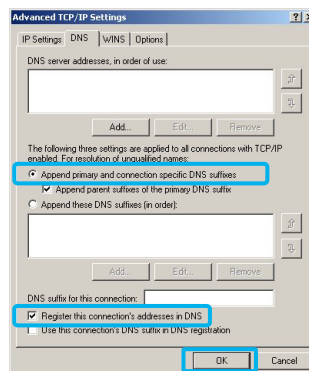 Advanced TCP/IP Settings
IP Settings DNS WINS Options
DNS server addresses, in order of use:
Add... Edit... Remove
The following three settings are applied to all connections with TCP/IP
enabled. For resolution of unqualified names:
Append primary and connection specific DNS suffixes
Append parent suffixes of the primary DNS suffix
Append these DNS suffixes (in order):
Add... Edit... Remove
DNS suffix for this connection:
Register this connection's addresses in DNS
Use this connection's DNS suffix in DNS registration
OK Cancel